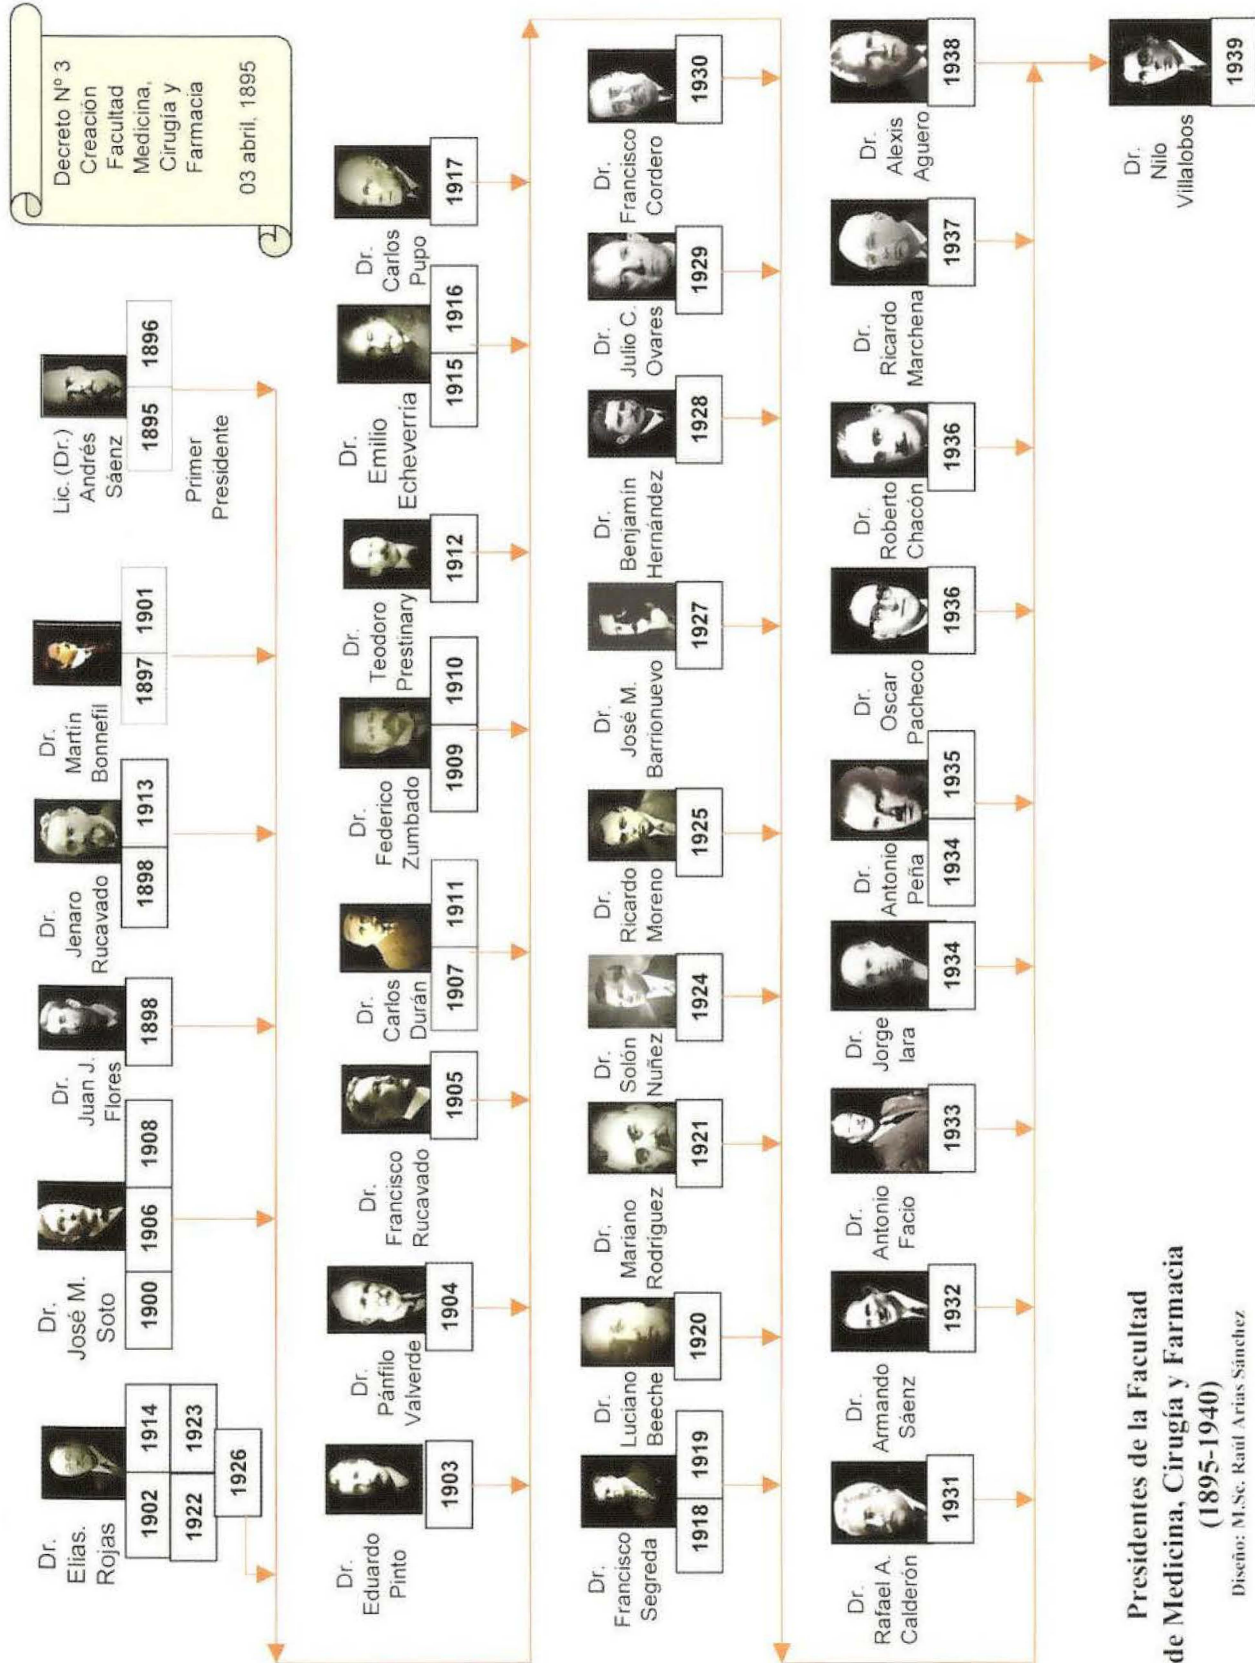 Decreto Nº 3
Creación
Facultad
Medicina,
Cirugía y
Farmacia
03 abril, 1895
Lic. (Dr.)
Andrés
Sáenz
1895 1896
Primer
Presidente
Dr.
Martín
Bonnefil
1897 1901
Dr.
Jenaro
Rucavado
1898 1913
Dr.
Juan J.
Flores
1898
Dr.
José M.
Soto
1900 1906 1908
Dr.
Elias.
Rojas
1902 1914
1922 1923
1926
Dr.
Eduardo
Pinto
1903
Dr.
Pánfilo
Valverde
1904
Dr.
Francisco
Rucavado
1905
Dr.
Carlos
Durán
1907 1911
Dr.
Federico
Zumbado
1909 1910
Dr.
Teodoro
Prestinary
1912
Dr.
Emilio
Echeverría
1915 1916
Dr.
Carlos
Pupo
1917
Dr.
Francisco
Segreda
1918 1919
Dr.
Luciano
Beeche
1920
Dr.
Mariano
Rodríguez
1921
Dr.
Solón
Nuñez
1924
Dr.
Ricardo
Moreno
1925
Dr.
José M.
Barrionuevo
1927
Dr.
Benjamín
Hernández
1928
Dr.
Julio C.
Ovares
1929
Dr.
Francisco
Cordero
1930
Dr.
Rafael A.
Calderón
1931
Dr.
Armando
Sáenz
1932
Dr.
Antonio
Facio
1933
Dr.
Jorge
lara
1934
Dr.
Antonio
Peña
1934 1935
Dr.
Oscar
Pacheco
1936
Dr.
Roberto
Chacón
1936
Dr.
Ricardo
Marchena
1937
Dr.
Alexis
Aguero
1938
Dr.
Nilo
Villalobos
1939
Presidentes de la Facultad
de Medicina, Cirugía y Farmacia
(1895-1940)
Diseño: M.Sc. Raúl Arias Sánchez